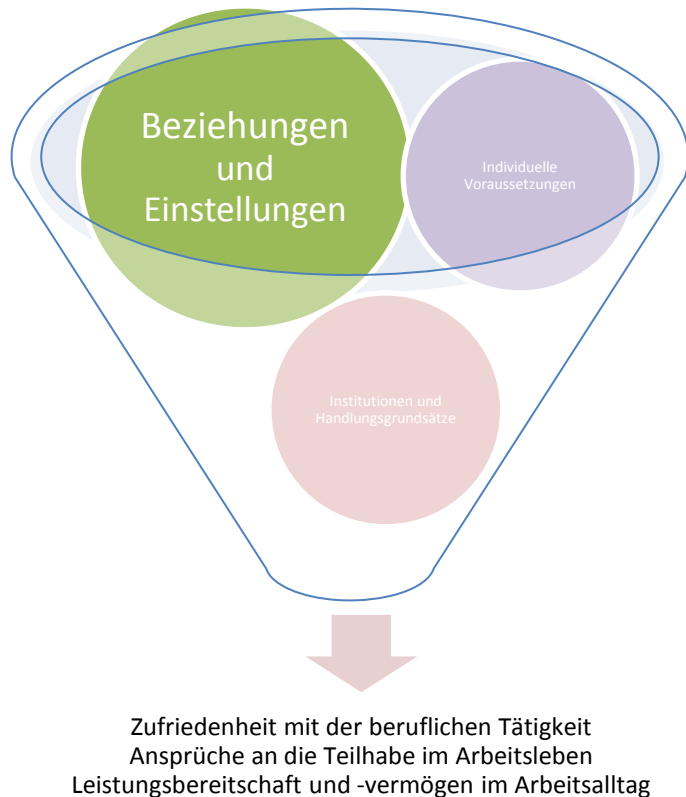 Beziehungen
und
Einstellungen
Individuelle
Voraussetzungen
Institutionen und
Handlungsgrundsätze
Zufriedenheit mit der beruflichen Tätigkeit
Ansprüche an die Teilhabe im Arbeitsleben
Leistungsbereitschaft und -vermögen im Arbeitsalltag